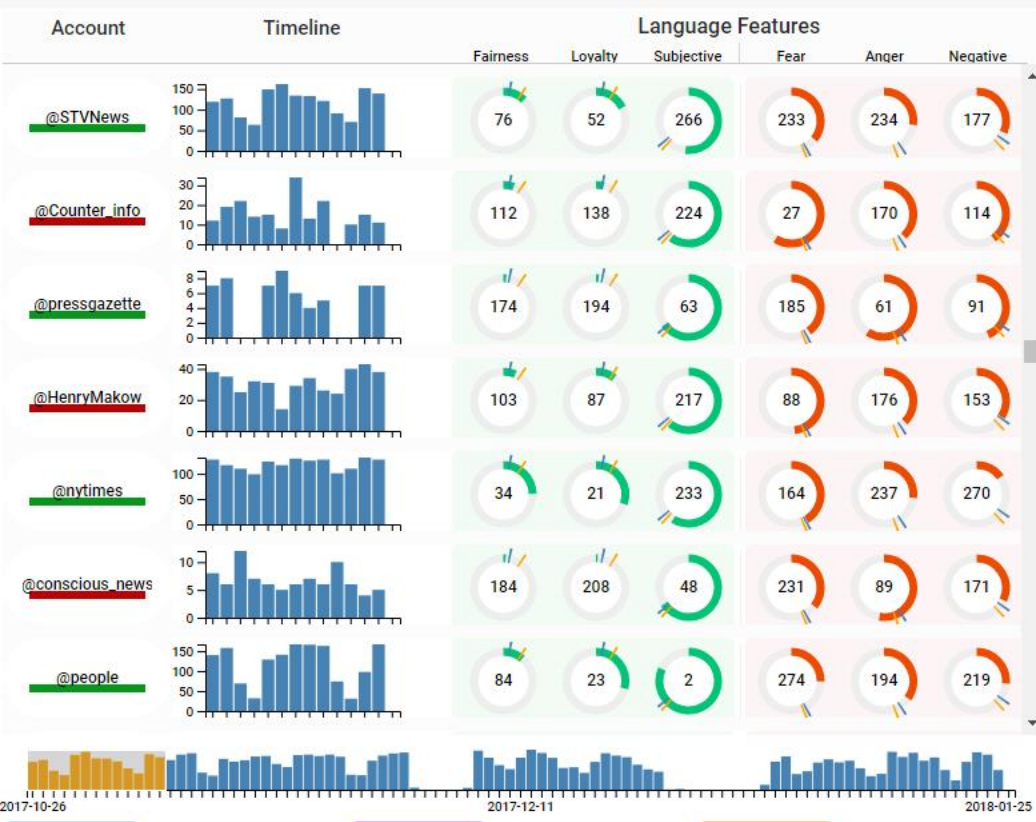 Account Timeline Language Features
Fairness Loyalty Subjective Fear Anger Negative
@STVNews 150 100 50 0 76 52 266 233 234 177
@Counter_info 30 20 10 0 112 138 224 27 170 114
@pressgazette 8 6 4 2 0 174 194 63 185 61 91
@HenryMakow 40 20 0 103 87 217 88 176 153
@nytimes 100 50 0 34 21 233 164 237 270
@conscious_news 10 5 0 184 208 48 231 89 171
@people 150 100 50 0 84 23 2 274 194 219
2017-10-26 2017-12-11 2018-01-25